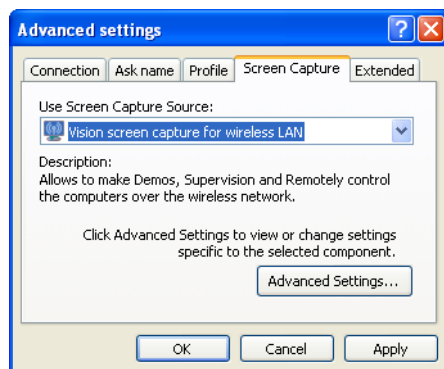 Advanced settings
Connection Ask name Profile Screen Capture Extended
Use Screen Capture Source:
Vision screen capture for wireless LAN
Description:
Allows to make Demos, Supervision and Remotely control
the computers over the wireless network.
Click Advanced Settings to view or change settings
specific to the selected component.
Advanced Settings...
OK Cancel Apply